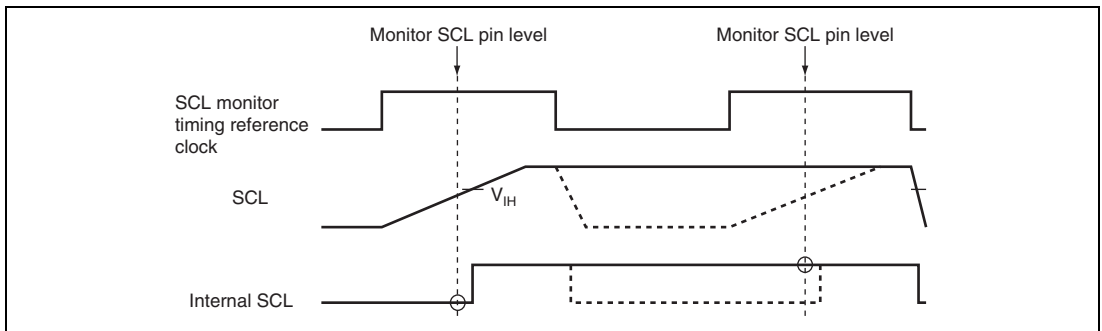 Monitor SCL pin level
Monitor SCL pin level
SCL monitor
timing reference
clock
SCL
VIH
Internal SCL